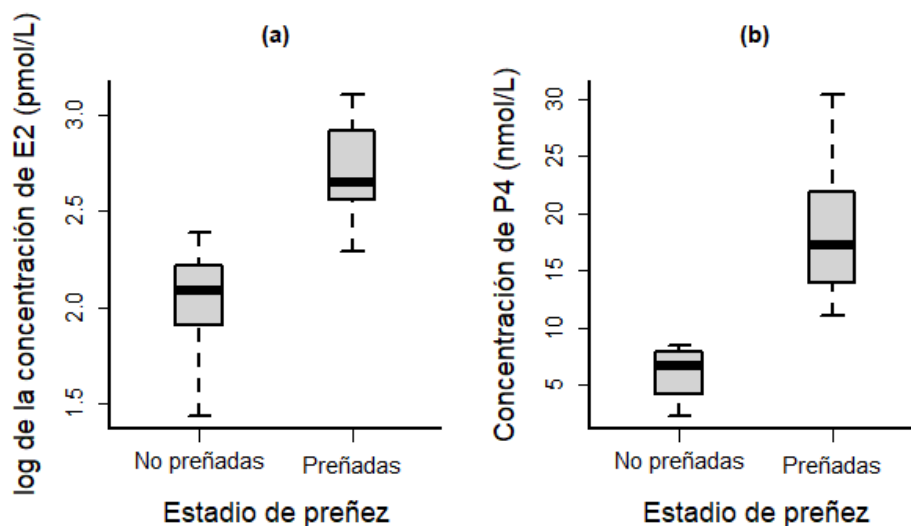 (a)
log de la concentración de E2 (pmol/L)
3.0
2.5
2.0
1.5
No preñadas
Preñadas
Estadio de preñez
(b)
Concentración de P4 (nmol/L)
30
25
20
15
10
5
No preñadas
Preñadas
Estadio de preñez